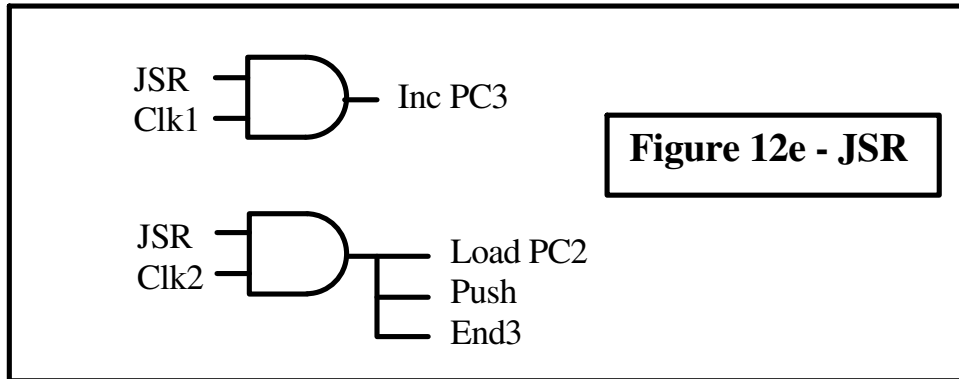 JSR
Clk1
Inc PC3
Figure 12e - JSR
JSR
Clk2
Load PC2
Push
End3